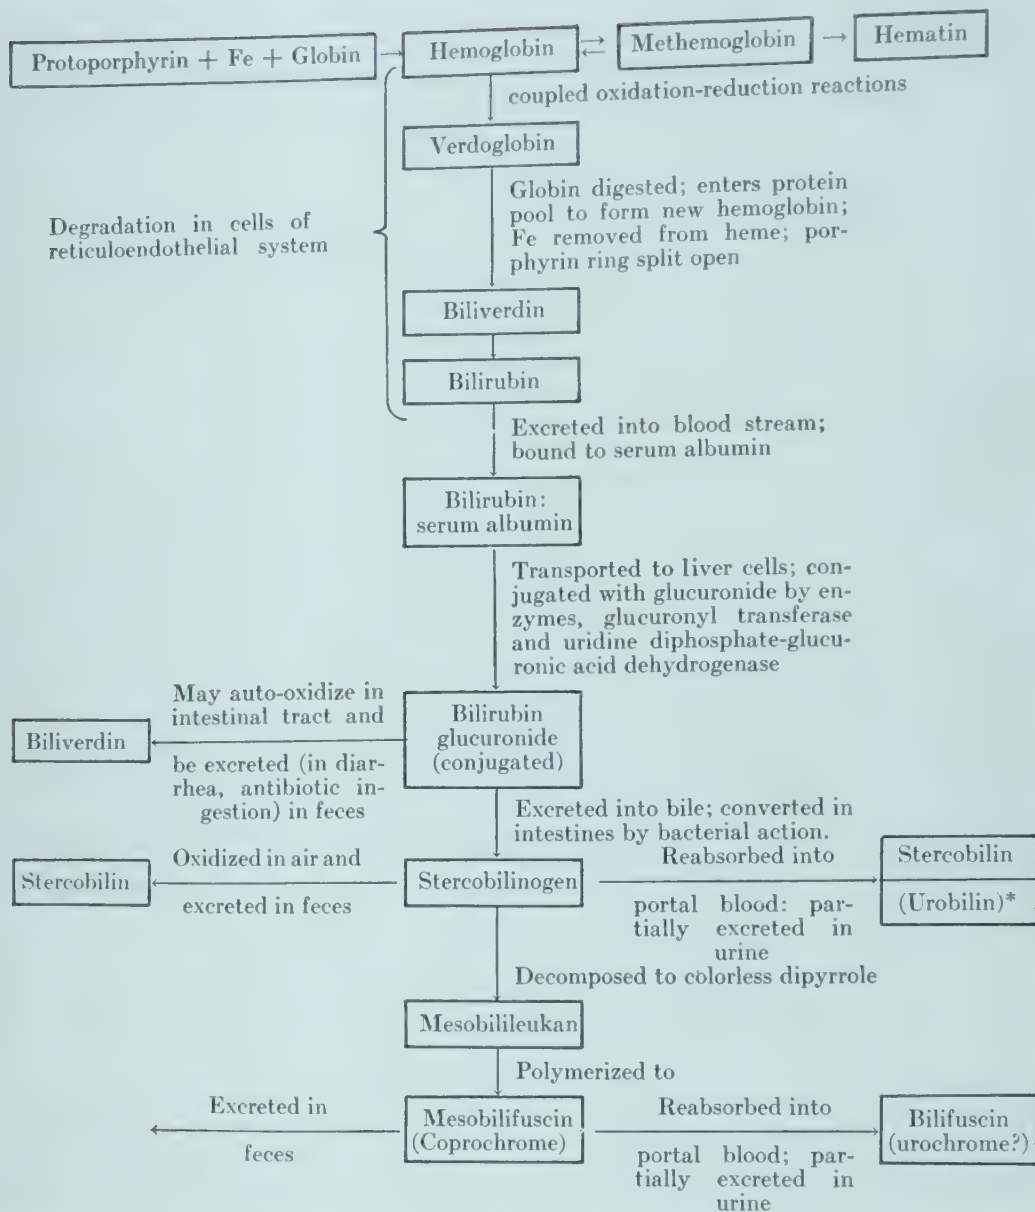 Protoporphyrin + Fe + Globin
Hemoglobin
Methemoglobin
Hematin
coupled oxidation-reduction reactions
Verdoglobin
Globin digested; enters protein
pool to form new hemoglobin;
Fe removed from heme; por-
phyrin ring split open
Degradation in cells of
reticuloendothelial system
Biliverdin
Bilirubin
Excreted into blood stream;
bound to serum albumin
Bilirubin:
serum albumin
Transported to liver cells; con-
jugated with glucuronide by en-
zymes, glucuronyl transferase
and uridine diphosphate-glucu-
ronic acid dehydrogenase
Biliverdin
May auto-oxidize in
intestinal tract and
be excreted (in diar-
rhea, antibiotic in-
gestion) in feces
Bilirubin
glucuronide
(conjugated)
Excreted into bile; converted in
intestines by bacterial action.
Stercobilin
Oxidized in air and
excreted in feces
Stercobilinogen
Reabsorbed into
portal blood: par-
tially excreted in
urine
Stercobilin
(Urobilin)*
Decomposed to colorless dipyrrole
Mesobilileukan
Polymerized to
Excreted in
feces
Mesobilifuscin
(Coprochrome)
Reabsorbed into
portal blood; par-
tially excreted in
urine
Bilifuscin
(urochrome?)